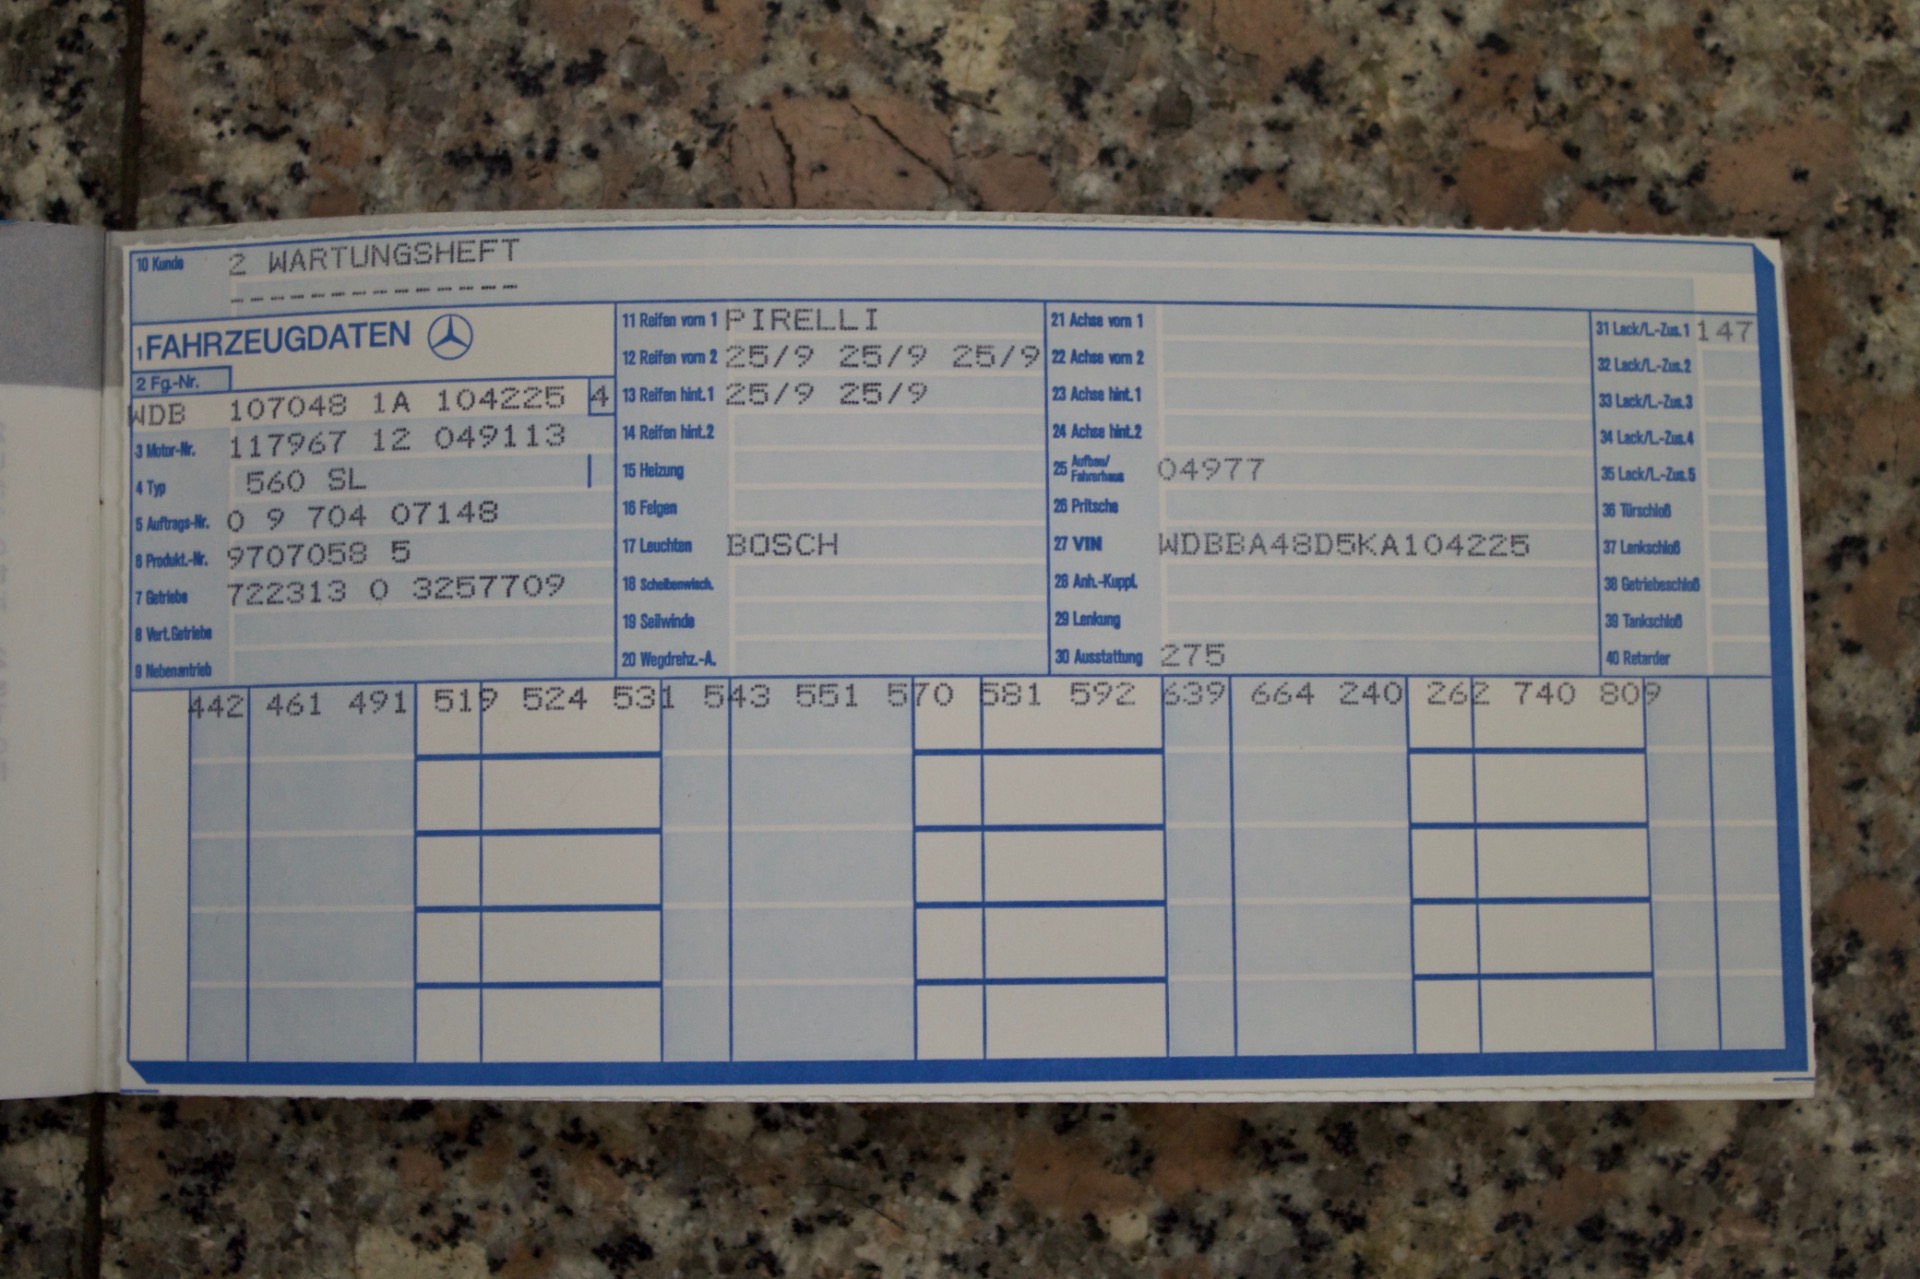 10 Kunde 2 WARTUNGSHEFT
---------------
1 FAHRZEUGDATEN
2 Fg.-Nr.
WDB 107048 1A 104225 4
3 Motor-Nr. 117967 12 049113
4 Typ 560 SL
5 Auftrags-Nr. 0 9 704 07148
6 Produkt.-Nr. 9707058 5
7 Getriebe 722313 0 3257709
8 Vert.Getriebe
9 Nebenantrieb
11 Reifen vorn 1 PIRELLI
12 Reifen vorn 2 25/9 25/9 25/9
13 Reifen hint.1 25/9 25/9
14 Reifen hint.2
15 Heizung
16 Felgen
17 Leuchten BOSCH
18 Scheibenwisch.
19 Seilwinde
20 Wegdrehz.-A.
21 Achse vorn 1
22 Achse vorn 2
23 Achse hint.1
24 Achse hint.2
25 Aufbau/ Fahrerhaus 04977
26 Pritsche
27 VIN WDBBA48D5KA104225
28 Anh.-Kuppl.
29 Lenkung
30 Ausstattung 275
31 Lack/L.-Zus.1 147
32 Lack/L.-Zus.2
33 Lack/L.-Zus.3
34 Lack/L.-Zus.4
35 Lack/L.-Zus.5
36 Türschloß
37 Lenkschloß
38 Getriebeschloß
39 Tankschloß
40 Retarder
442 461 491 519 524 531 543 551 570 581 592 639 664 240 262 740 809